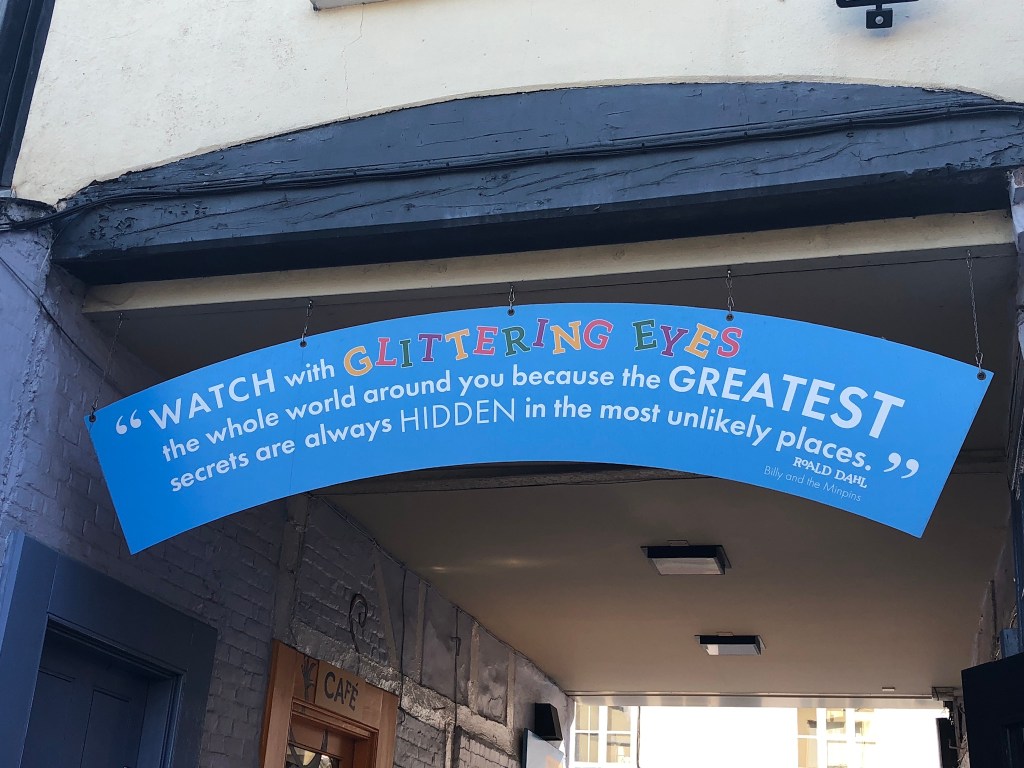 “WATCH with GLITTERING EYES
the whole world around you because the GREATEST
secrets are always HIDDEN in the most unlikely places.”
ROALD DAHL
Billy and the Minpins
CAFÉ